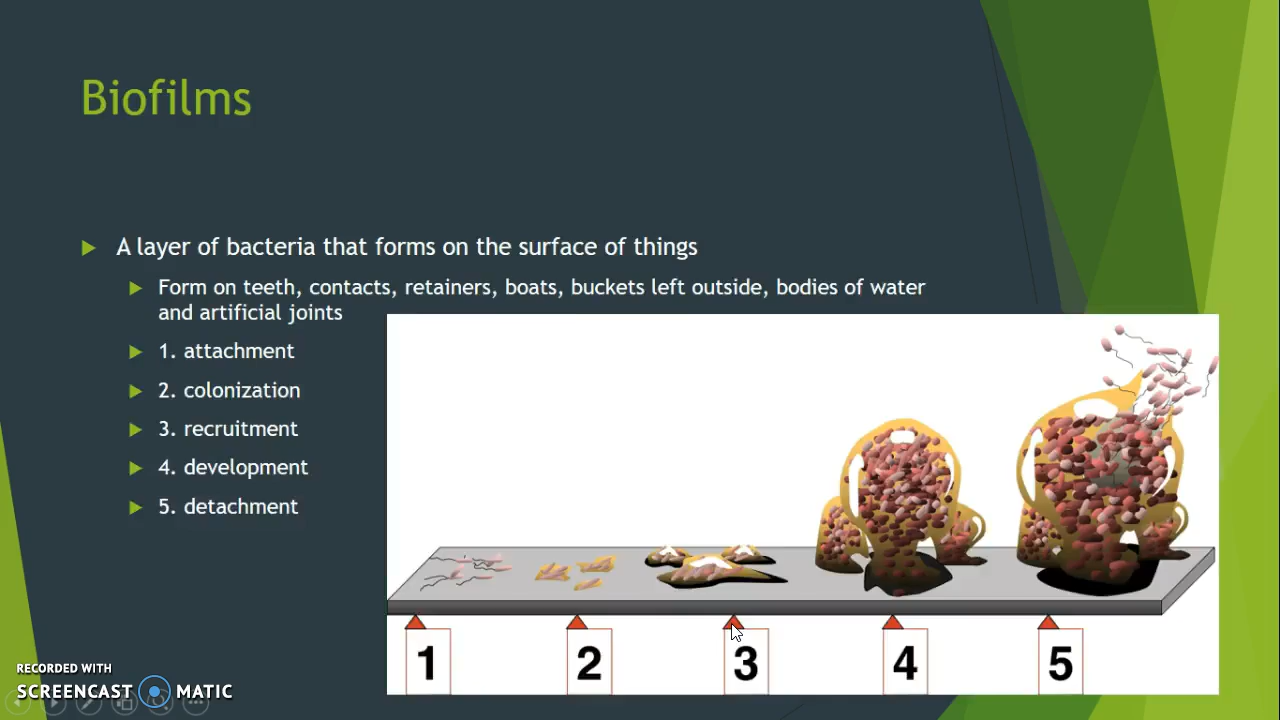 Biofilms
A layer of bacteria that forms on the surface of things
Form on teeth, contacts, retainers, boats, buckets left outside, bodies of water
and artificial joints
1. attachment
2. colonization
3. recruitment
4. development
5. detachment
1 2 3 4 5
RECORDED WITH
SCREENCAST MATIC